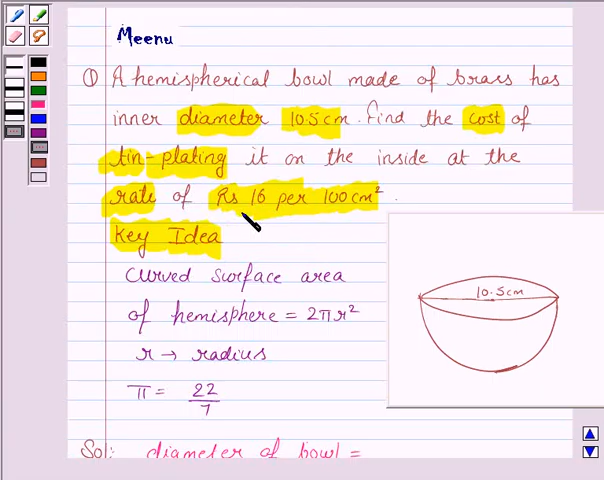 Meenu
① A hemispherical bowl made of brass has
inner diameter 10.5cm. Find the cost of
tin-plating it on the inside at the
rate of Rs 16 per 100 cm².
Key Idea
Curved surface area
of hemisphere = 2πr²
r → radius
π = 22/7
Sol: diameter of bowl =
10.5cm